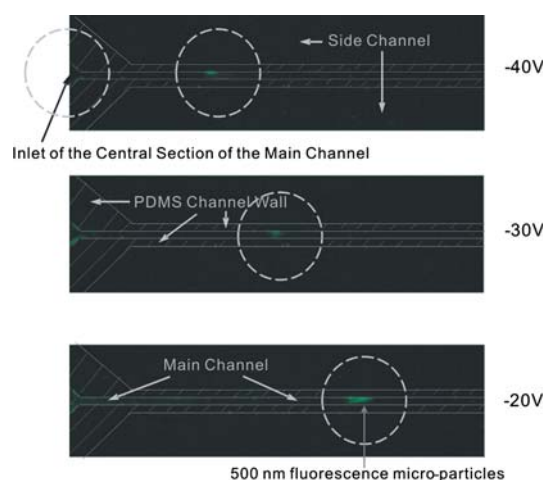 Side Channel
-40V
Inlet of the Central Section of the Main Channel
PDMS Channel Wall
-30V
Main Channel
-20V
500 nm fluorescence micro-particles